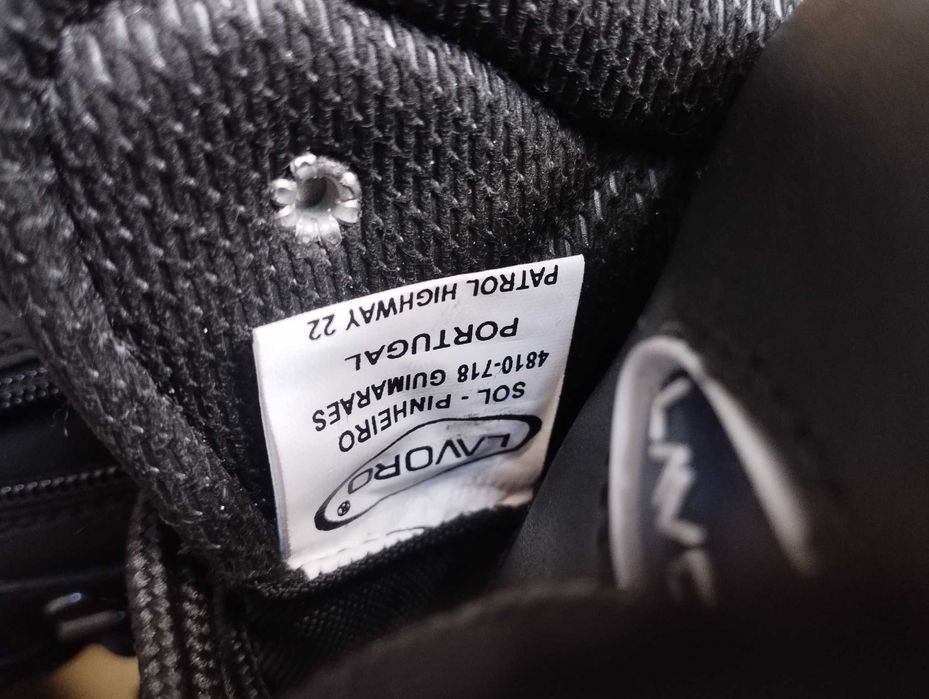 LAVORO ®
SOL - PINHEIRO
4810-718 GUIMARAES
PORTUGAL
PATROL HIGHWAY 22